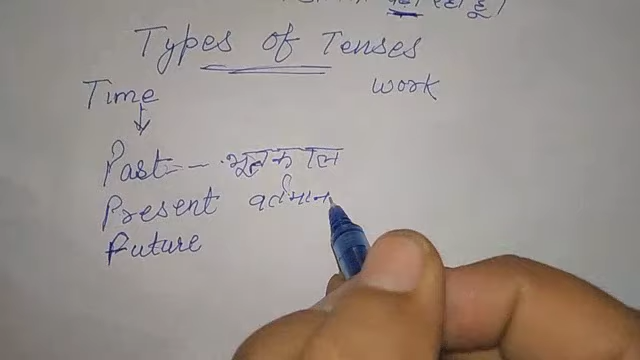 Types of Tenses
Time work
Past - भूतकाल
Present वर्तमान
Future